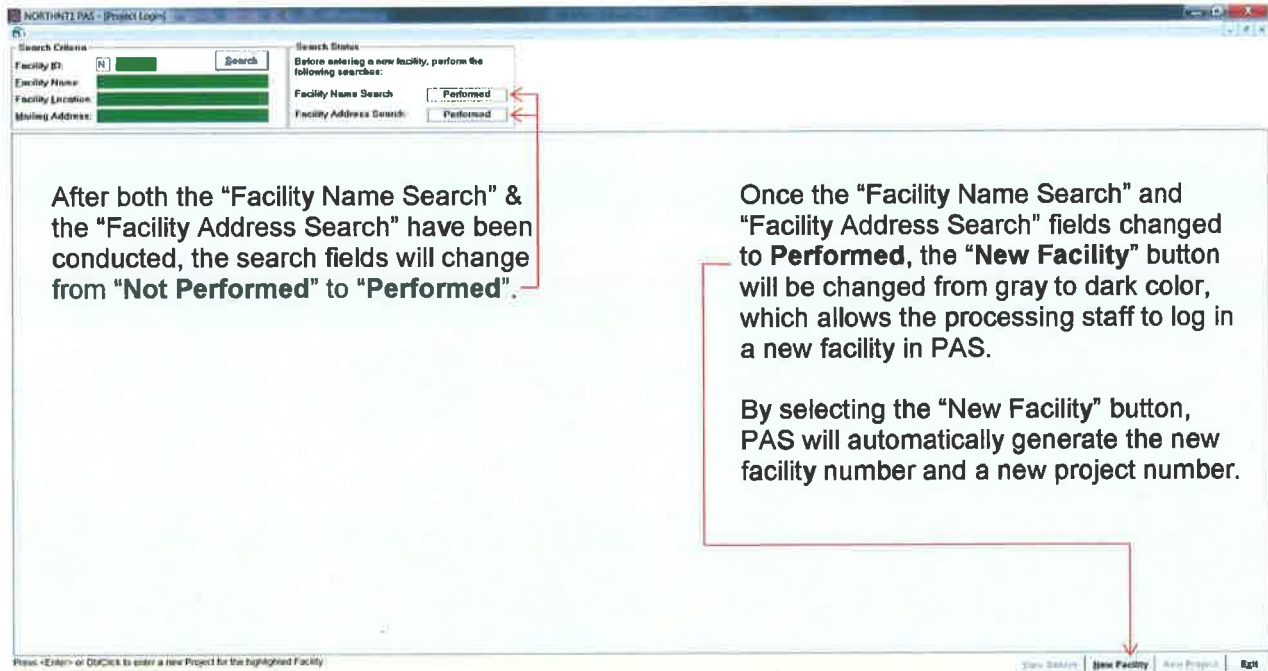 NORTHNT2 PAS - [Project Login]
Search Criteria
Facility ID: N Search
Facility Name
Facility Location:
Mailing Address:
Search Status
Before entering a new facility, perform the
following searches:
Facility Name Search Performed
Facility Address Search: Performed
After both the “Facility Name Search” &
the “Facility Address Search” have been
conducted, the search fields will change
from “Not Performed” to “Performed”.
Once the “Facility Name Search” and
“Facility Address Search” fields changed
to Performed, the “New Facility” button
will be changed from gray to dark color,
which allows the processing staff to log in
a new facility in PAS.
By selecting the “New Facility” button,
PAS will automatically generate the new
facility number and a new project number.
Press <Enter> or DblClick to enter a new Project for the highlighted Facility
New Facility New Project Exit